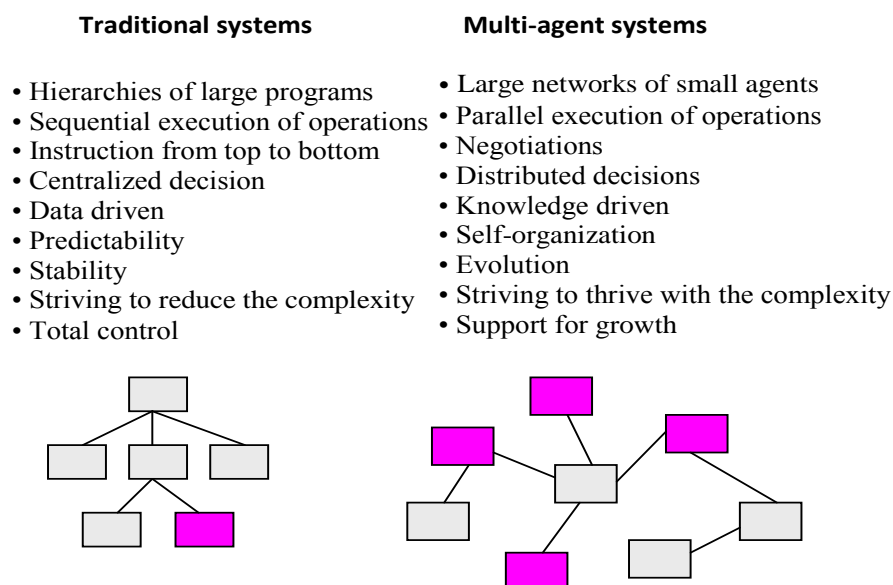 Traditional systems
• Hierarchies of large programs
• Sequential execution of operations
• Instruction from top to bottom
• Centralized decision
• Data driven
• Predictability
• Stability
• Striving to reduce the complexity
• Total control
Multi-agent systems
• Large networks of small agents
• Parallel execution of operations
• Negotiations
• Distributed decisions
• Knowledge driven
• Self-organization
• Evolution
• Striving to thrive with the complexity
• Support for growth